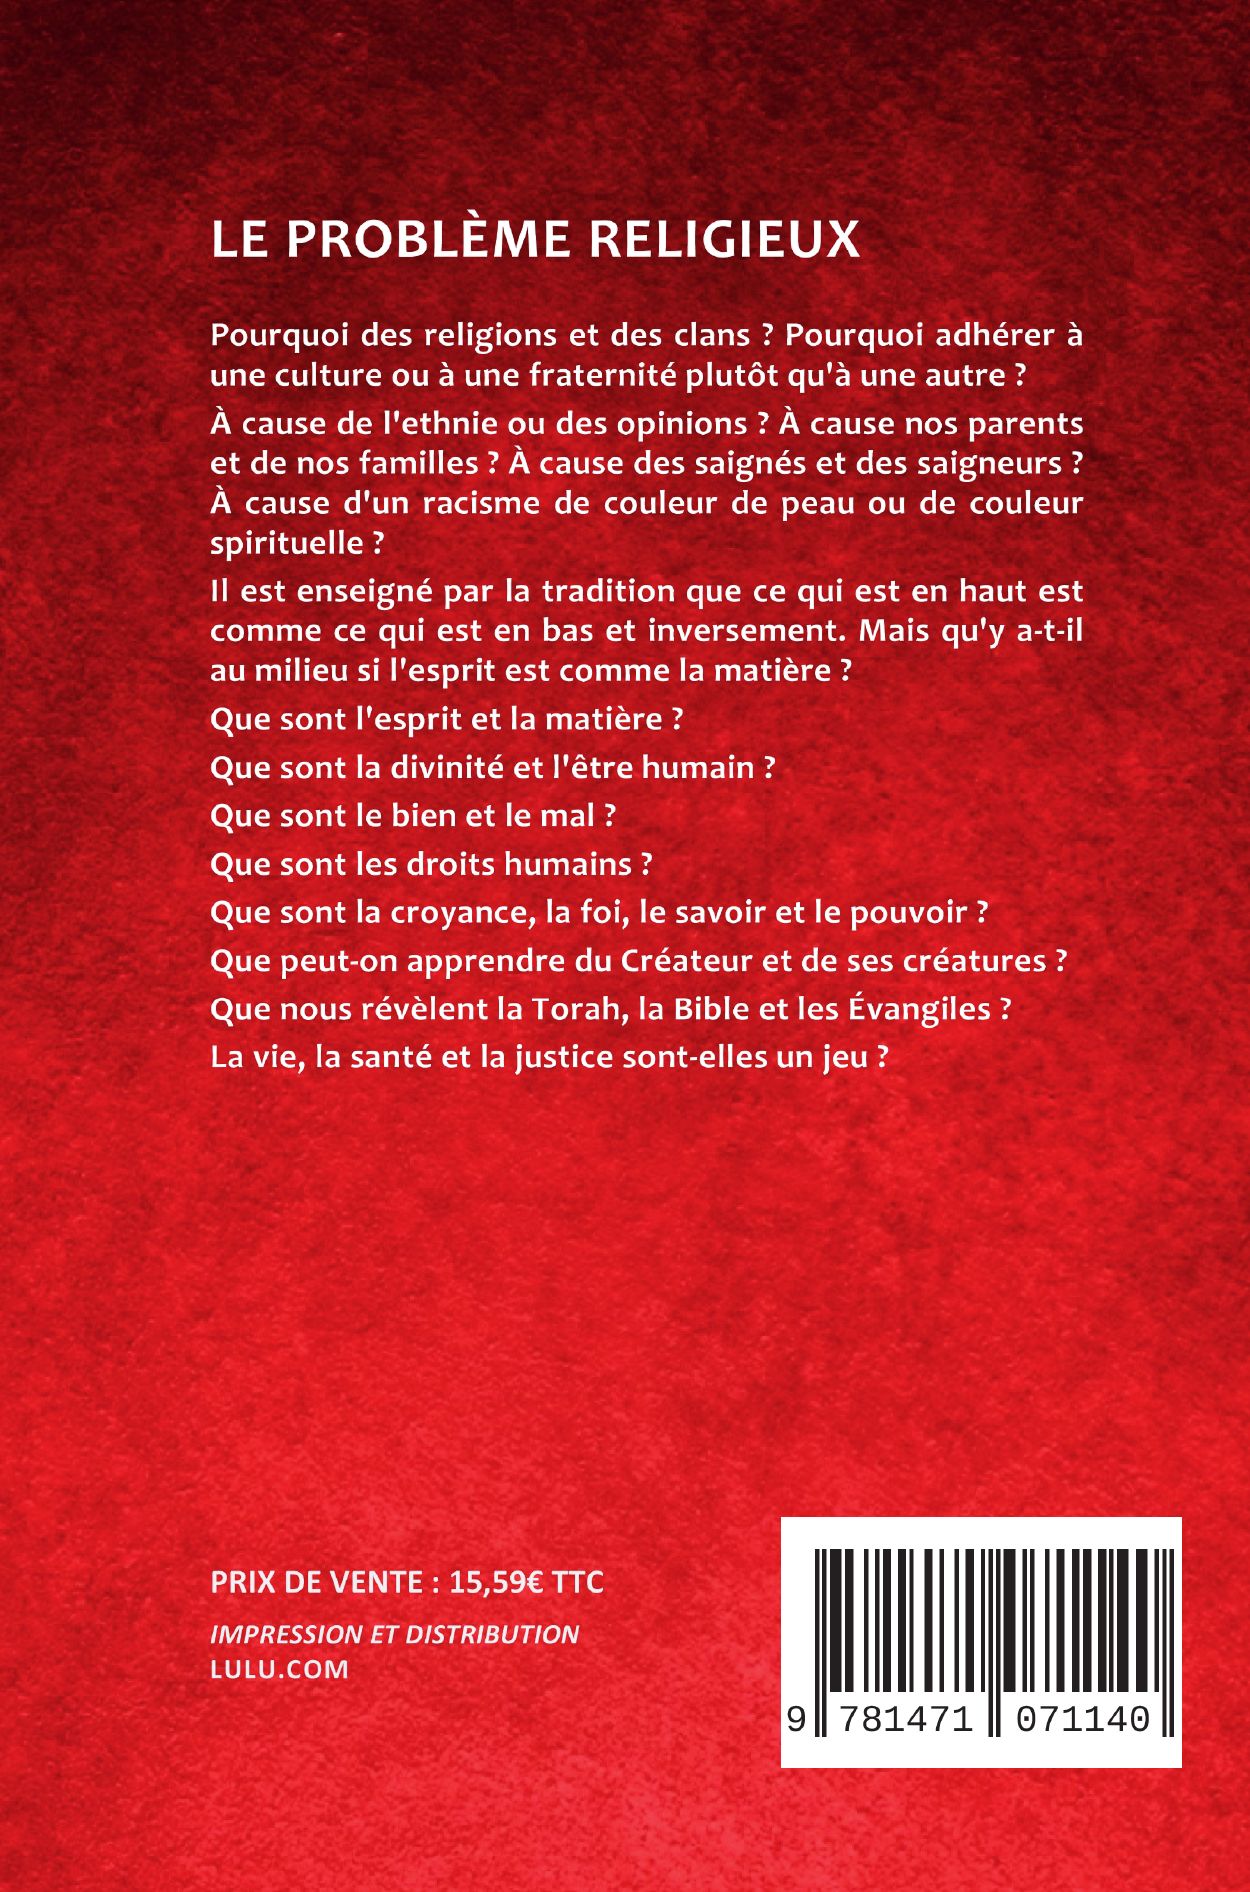 LE PROBLÈME RELIGIEUX
Pourquoi des religions et des clans ? Pourquoi adhérer à
une culture ou à une fraternité plutôt qu'à une autre ?
À cause de l'ethnie ou des opinions ? À cause nos parents
et de nos familles ? À cause des saignés et des saigneurs ?
À cause d'un racisme de couleur de peau ou de couleur
spirituelle ?
Il est enseigné par la tradition que ce qui est en haut est
comme ce qui est en bas et inversement. Mais qu'y a-t-il
au milieu si l'esprit est comme la matière ?
Que sont l'esprit et la matière ?
Que sont la divinité et l'être humain ?
Que sont le bien et le mal ?
Que sont les droits humains ?
Que sont la croyance, la foi, le savoir et le pouvoir ?
Que peut-on apprendre du Créateur et de ses créatures ?
Que nous révèlent la Torah, la Bible et les Évangiles ?
La vie, la santé et la justice sont-elles un jeu ?
PRIX DE VENTE : 15,59€ TTC
IMPRESSION ET DISTRIBUTION
LULU.COM
9 781471 071140